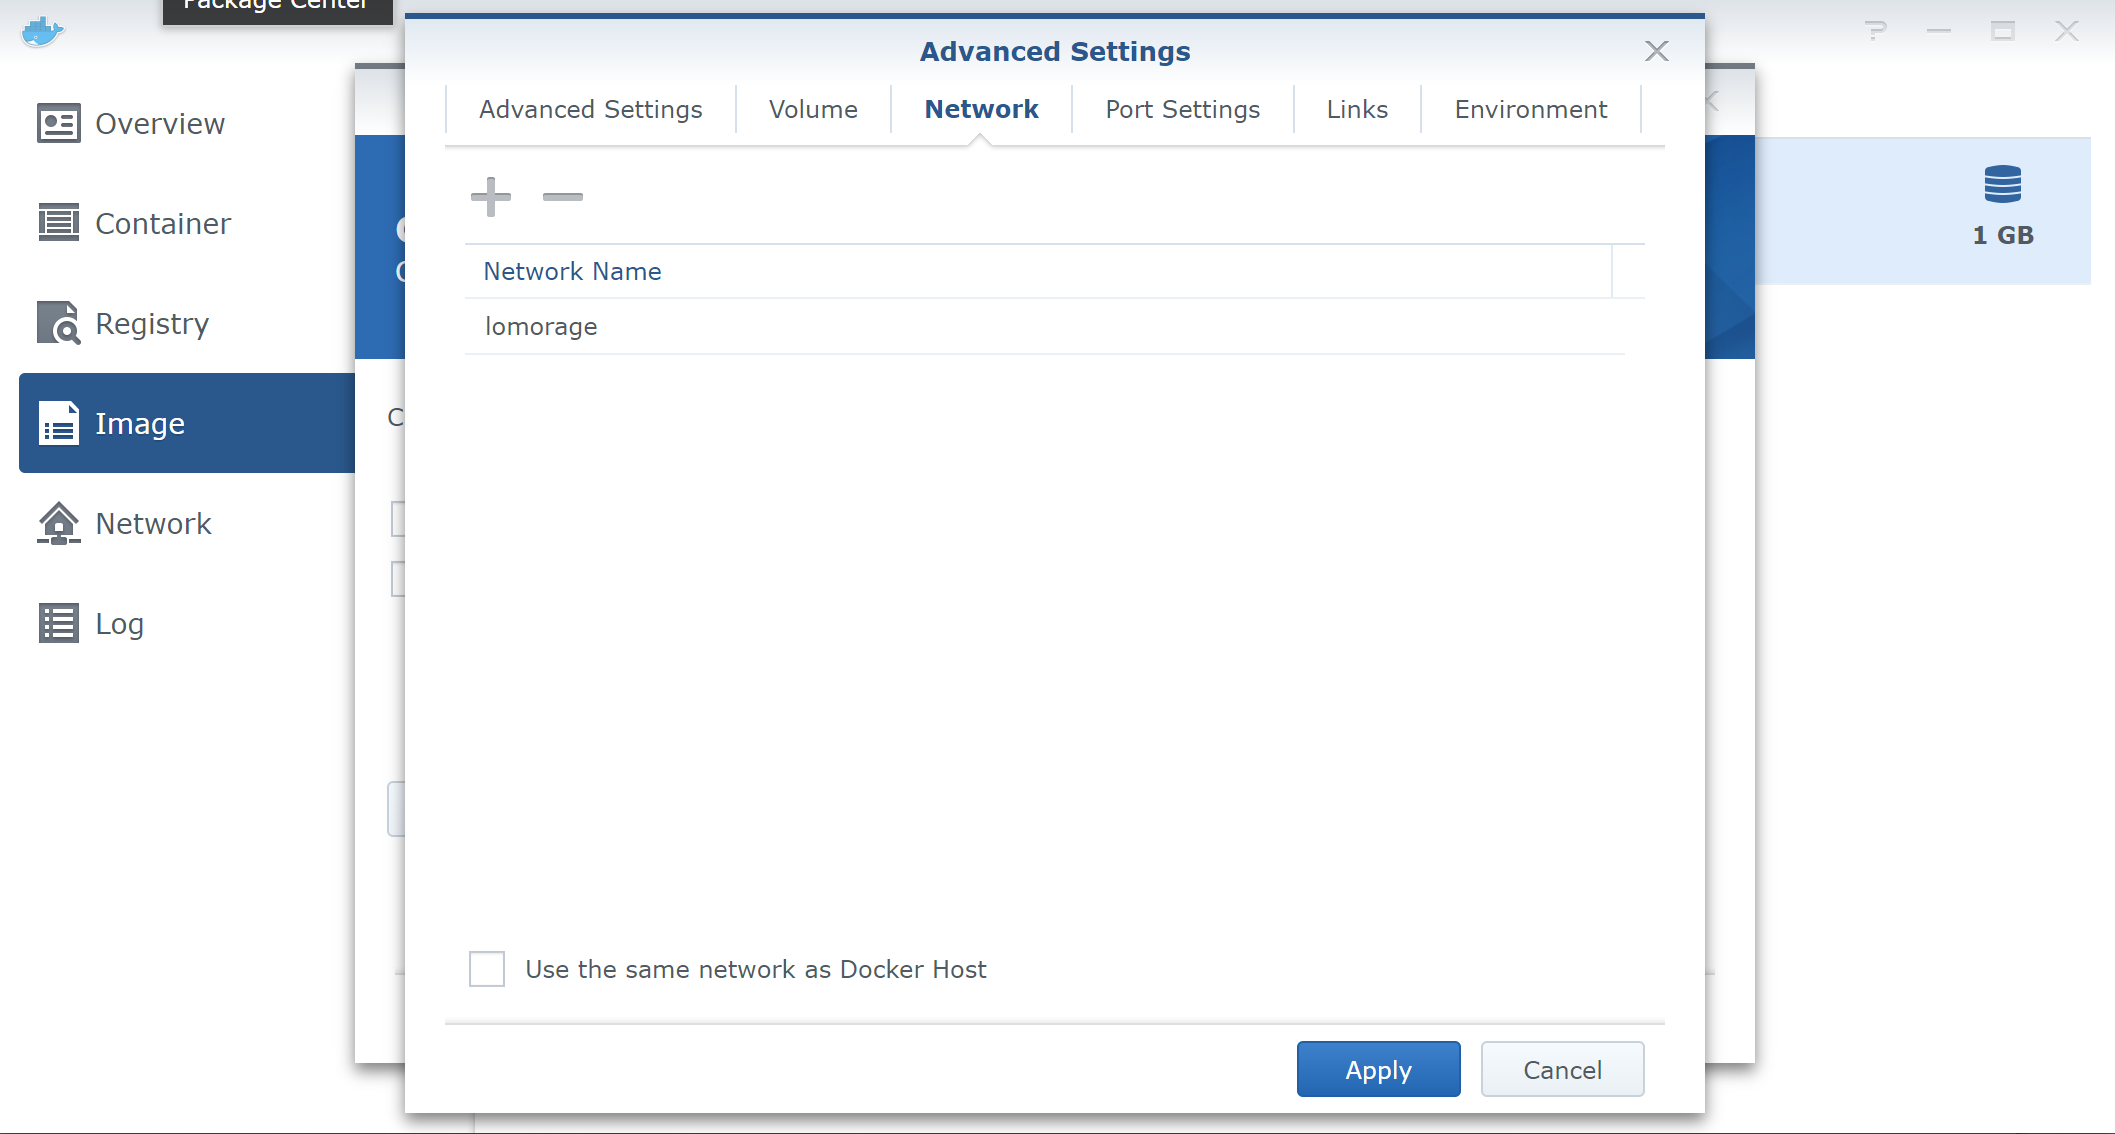 Package Center
Advanced Settings
Advanced Settings Volume Network Port Settings Links Environment
Overview
Container
Registry
Image
Network
Log
Network Name
lomorage
1 GB
Use the same network as Docker Host
Apply Cancel